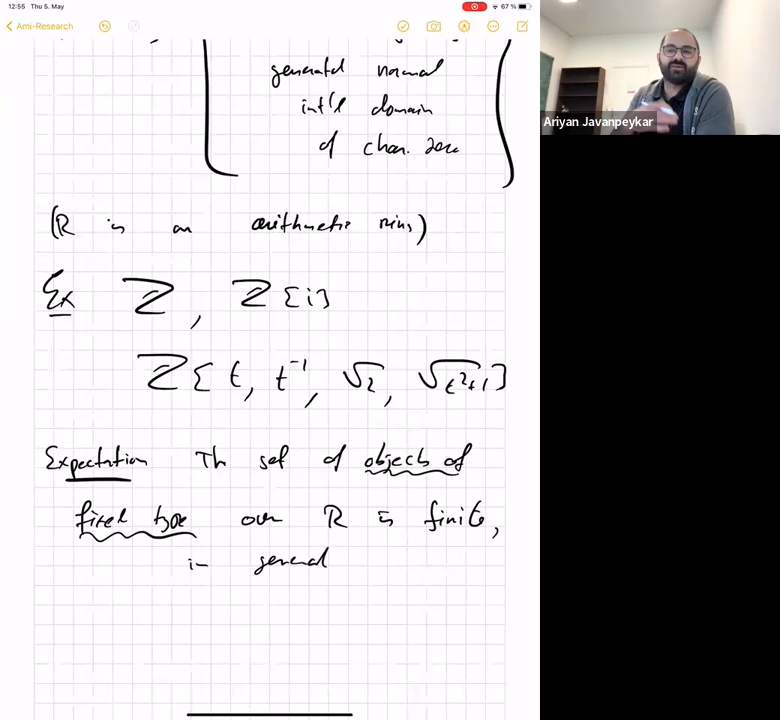 12:55 Thu 5. May
67 %
Ami-Research
Ariyan Javanpeykar
generated normal
int'l domain
of char. zero
(R is an arithmetic ring)
Ex ℤ, ℤ[i]
ℤ[t, t⁻¹, √2, √t²+1]
Expectation The set of objects of
fixed type over R is finite,
in general